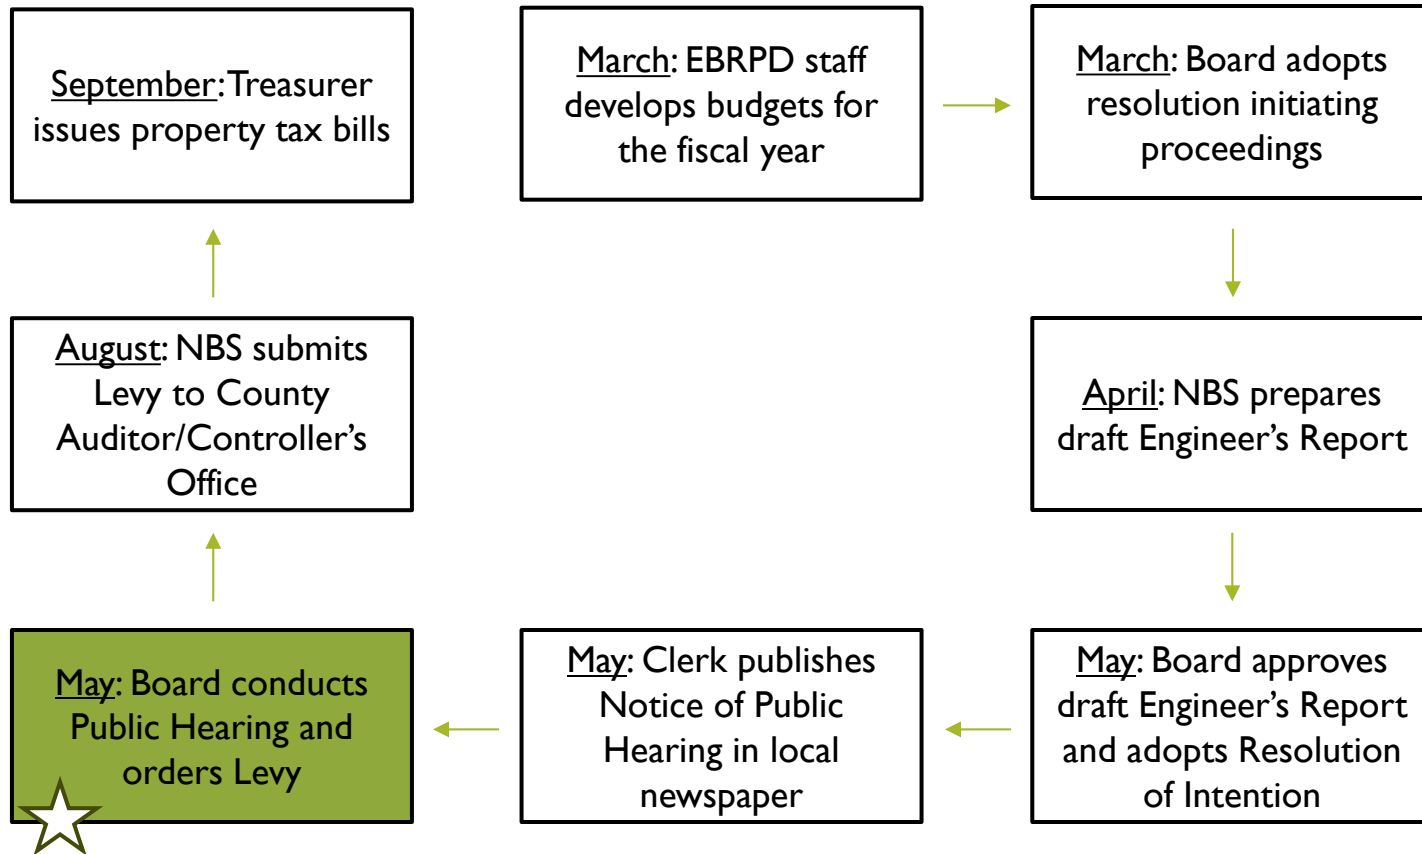 March: EBRPD staff
develops budgets for
the fiscal year
March: Board adopts
resolution initiating
proceedings
April: NBS prepares
draft Engineer’s Report
May: Board approves
draft Engineer’s Report
and adopts Resolution
of Intention
May: Clerk publishes
Notice of Public
Hearing in local
newspaper
May: Board conducts
Public Hearing and
orders Levy
August: NBS submits
Levy to County
Auditor/Controller’s
Office
September: Treasurer
issues property tax bills